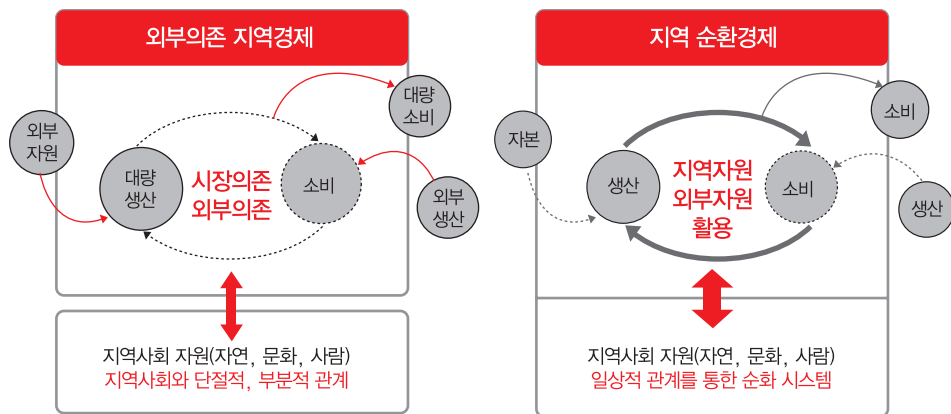 외부의존 지역경제
외부
자원
대량
생산
시장의존
외부의존
소비
대량
소비
외부
생산
지역사회 자원(자연, 문화, 사람)
지역사회와 단절적, 부분적 관계
지역 순환경제
자본
생산
지역자원
외부자원
활용
소비
소비
생산
지역사회 자원(자연, 문화, 사람)
일상적 관계를 통한 순화 시스템